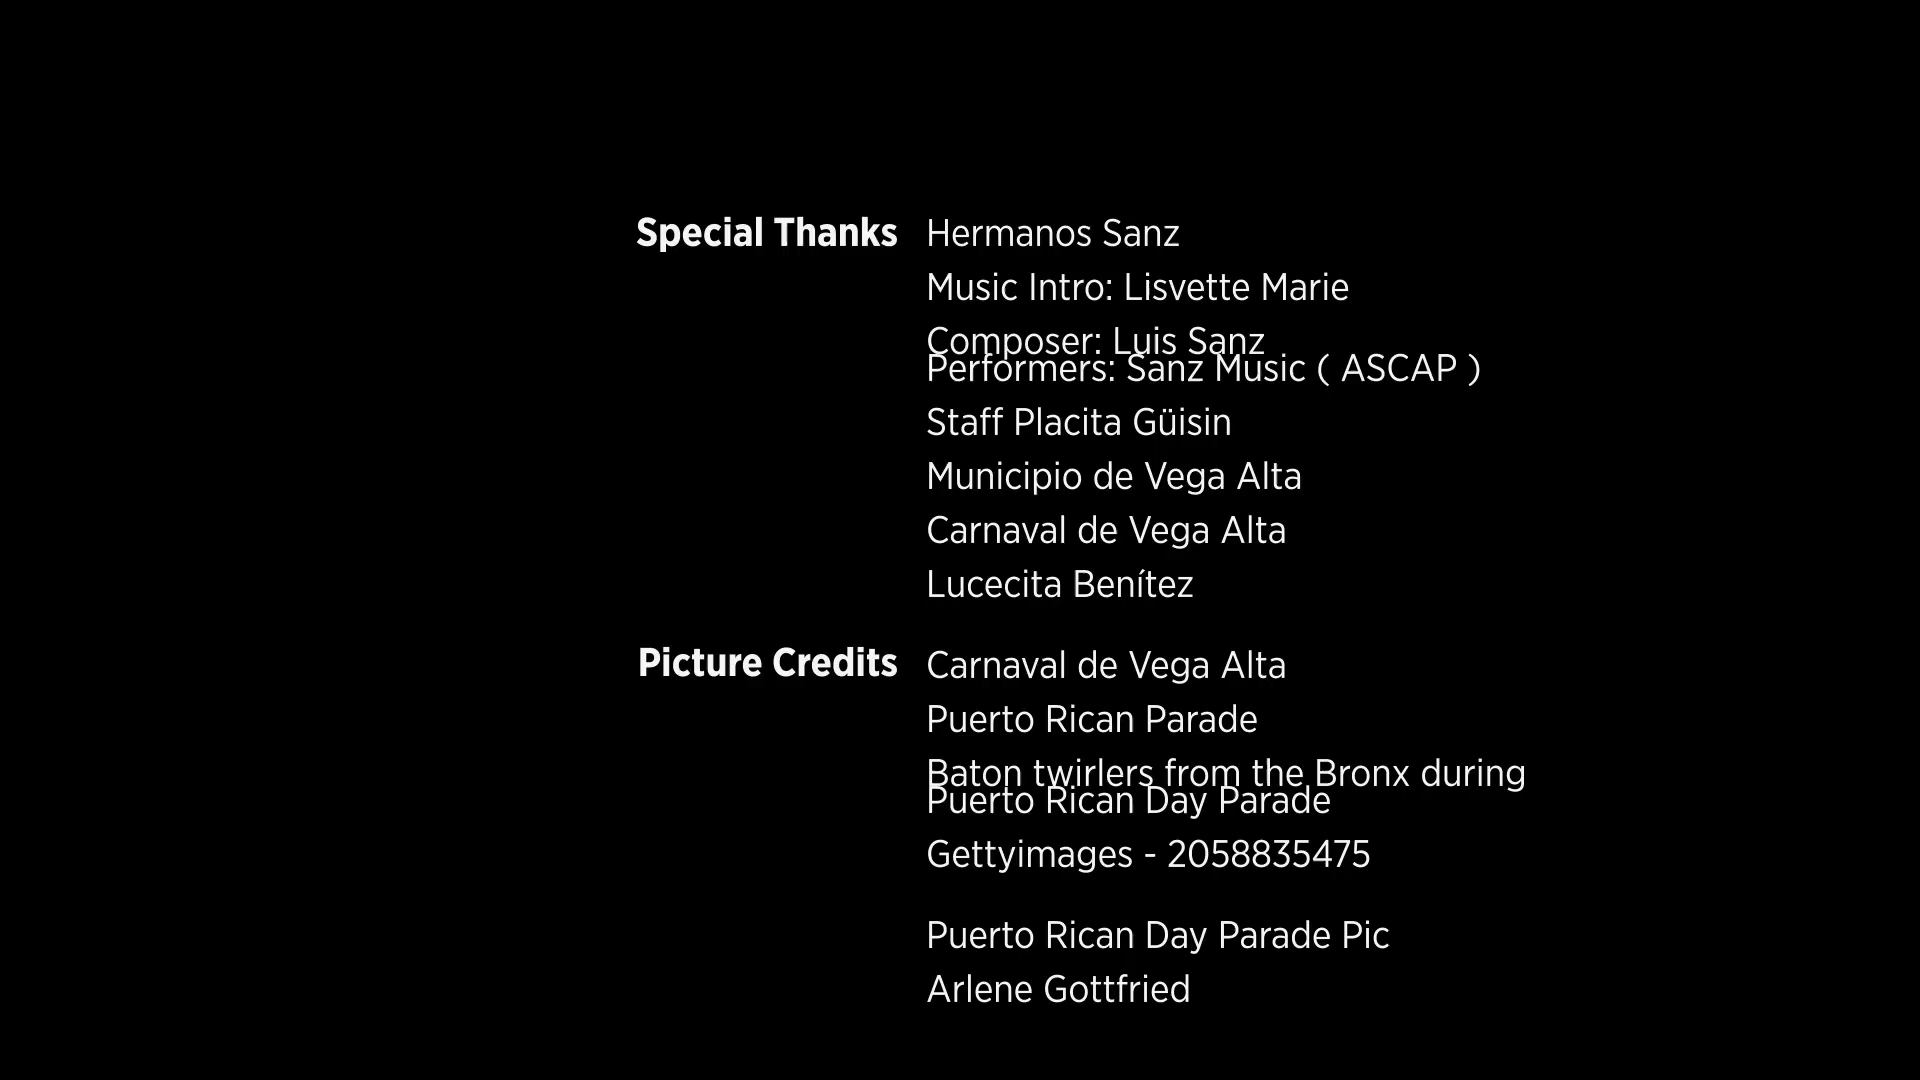 Special Thanks Hermanos Sanz
Music Intro: Lisvette Marie
Composer: Luis Sanz
Performers: Sanz Music ( ASCAP )
Staff Placita Güisin
Municipio de Vega Alta
Carnaval de Vega Alta
Lucecita Benítez
Picture Credits Carnaval de Vega Alta
Puerto Rican Parade
Baton twirlers from the Bronx during
Puerto Rican Day Parade
Gettyimages - 2058835475
Puerto Rican Day Parade Pic
Arlene Gottfried